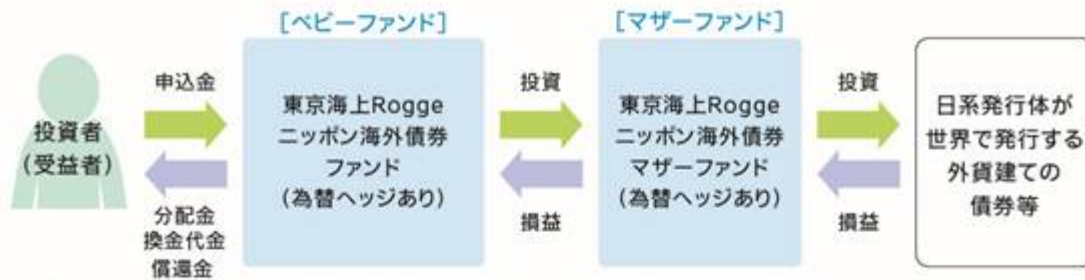 [ベビーファンド]
[マザーファンド]
投資者
(受益者)
申込金
分配金
換金代金
償還金
東京海上Rogge
ニッポン海外債券
ファンド
(為替ヘッジあり)
投資
損益
東京海上Rogge
ニッポン海外債券
マザーファンド
(為替ヘッジあり)
投資
損益
日系発行体が
世界で発行する
外貨建ての
債券等